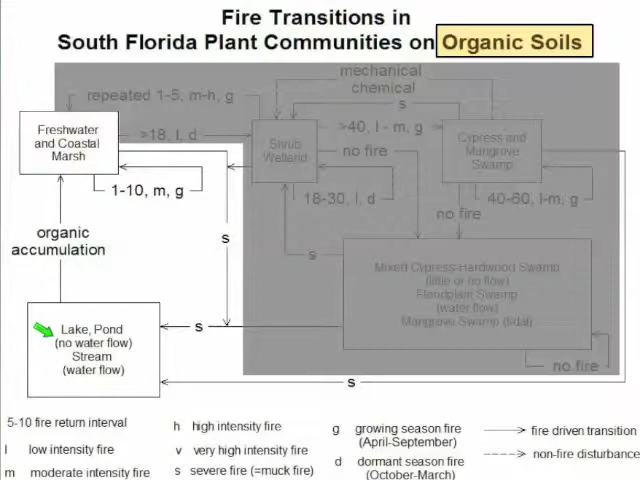 Fire Transitions in
South Florida Plant Communities on Organic Soils
mechanical
chemical
repeated 1-5, m-h, g
s
Freshwater
and Coastal
Marsh
>18, l, d
Shrub
Wetland
>40, l - m, g
Cypress and
Mangrove
Swamp
no fire
1-10, m, g
18-30, l, d
40-60, l-m, g
no fire
organic
accumulation
s
s
Mixed Cypress-Hardwood Swamp
(little or no flow)
Floodplain Swamp
(water flow)
Mangrove Swamp (tidal)
Lake, Pond
(no water flow)
Stream
(water flow)
s
no fire
s
5-10 fire return interval
l low intensity fire
m moderate intensity fire
h high intensity fire
v very high intensity fire
s severe fire (=muck fire)
g growing season fire
(April-September)
d dormant season fire
(October-March)
fire driven transition
non-fire disturbance